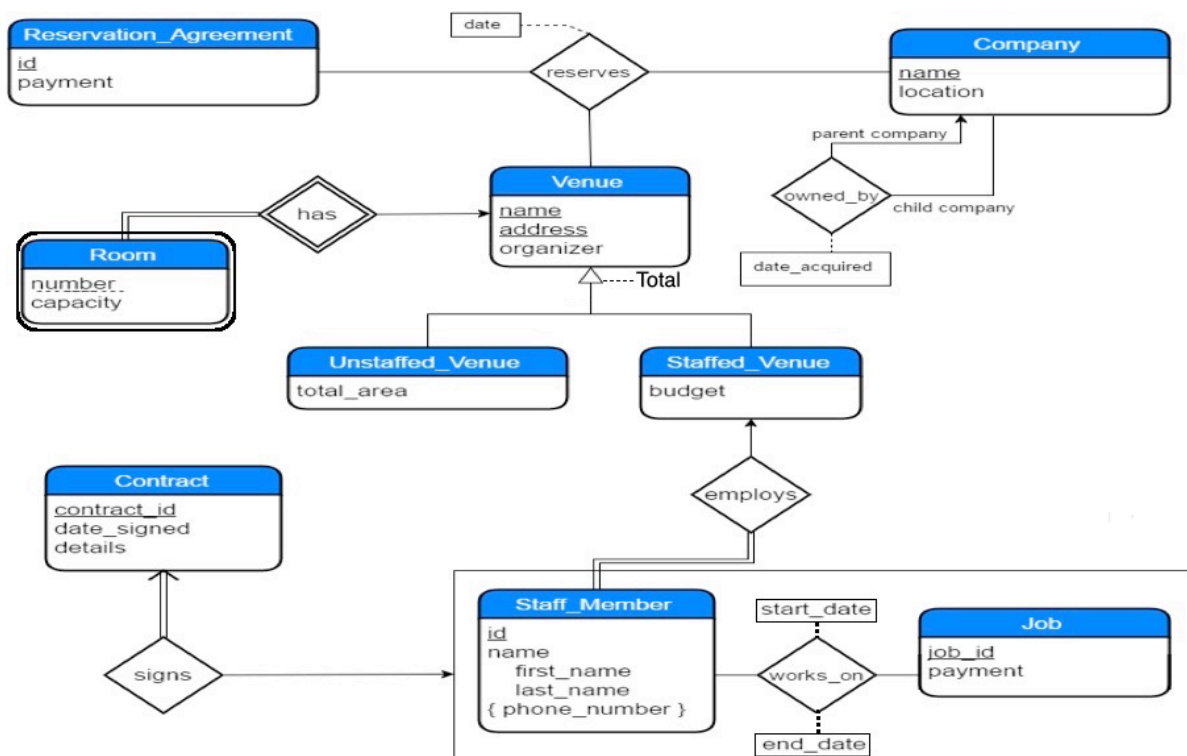 Reservation_Agreement
id
payment
date
reserves
Company
name
location
parent company
owned_by
child company
date_acquired
has
Venue
name
address
organizer
Total
Room
number
capacity
Unstaffed_Venue
total_area
Staffed_Venue
budget
employs
Contract
contract_id
date_signed
details
signs
Staff_Member
id
name
first_name
last_name
{ phone_number }
start_date
works_on
end_date
Job
job_id
payment